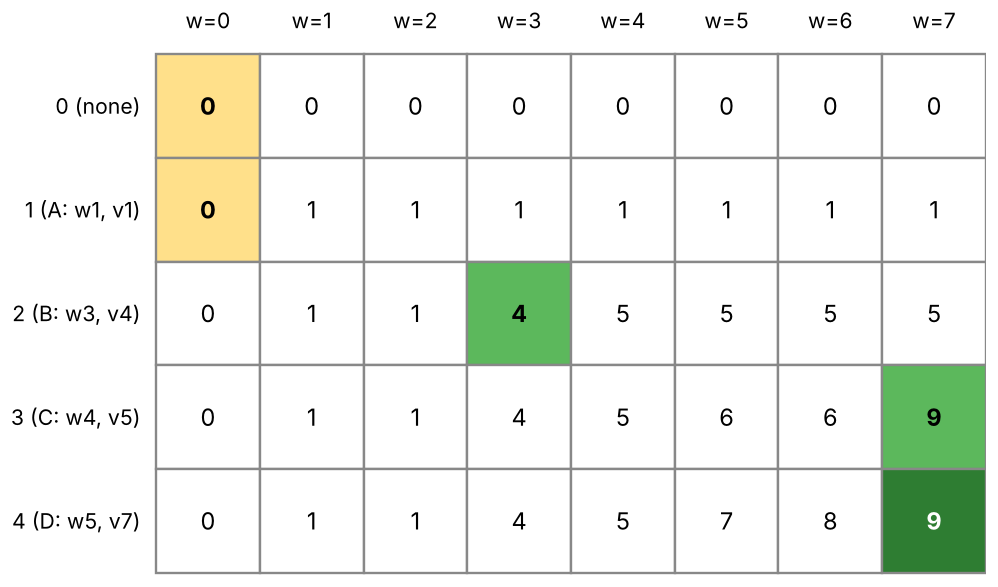 w=0 w=1 w=2 w=3 w=4 w=5 w=6 w=7
0 (none) 0 0 0 0 0 0 0 0
1 (A: w1, v1) 0 1 1 1 1 1 1 1
2 (B: w3, v4) 0 1 1 4 5 5 5 5
3 (C: w4, v5) 0 1 1 4 5 6 6 9
4 (D: w5, v7) 0 1 1 4 5 7 8 9